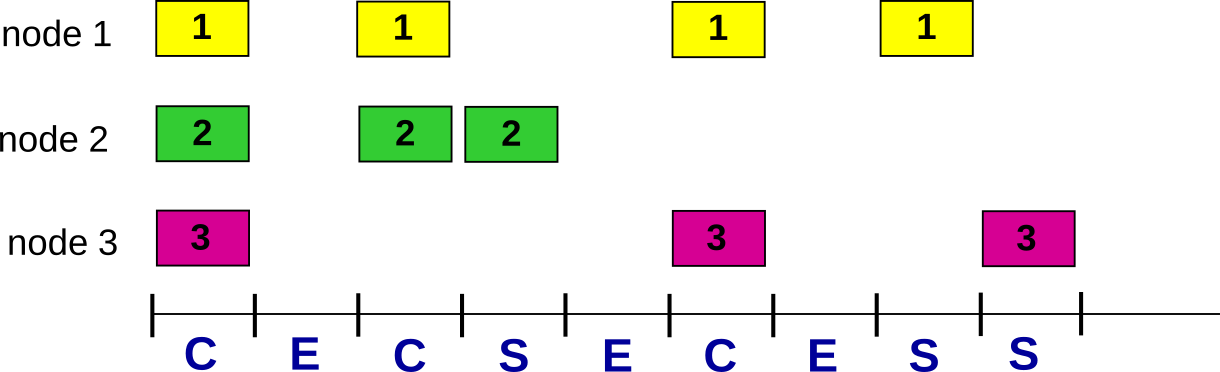 node 1 1 1 1 1
node 2 2 2 2
node 3 3 3 3
C E C S E C E S S